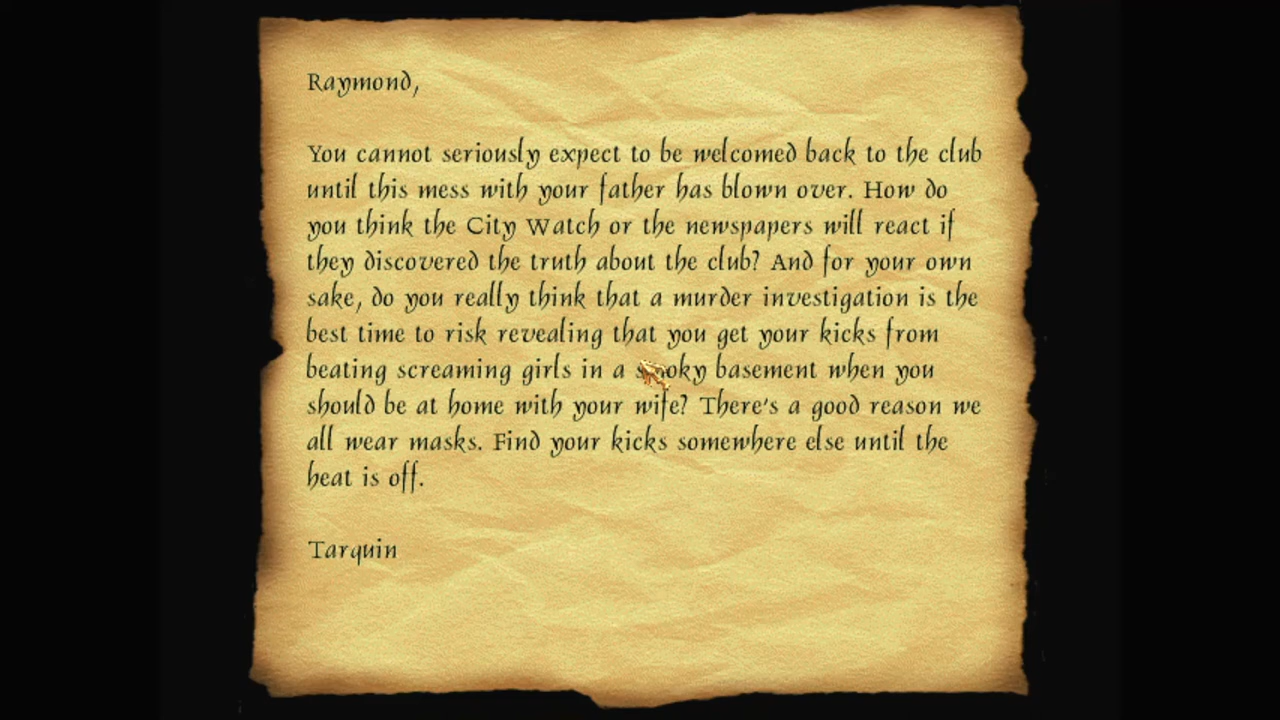 Raymond,
You cannot seriously expect to be welcomed back to the club
until this mess with your father has blown over. How do
you think the City Watch or the newspapers will react if
they discovered the truth about the club? And for your own
sake, do you really think that a murder investigation is the
best time to risk revealing that you get your kicks from
beating screaming girls in a smoky basement when you
should be at home with your wife? There's a good reason we
all wear masks. Find your kicks somewhere else until the
heat is off.
Tarquin